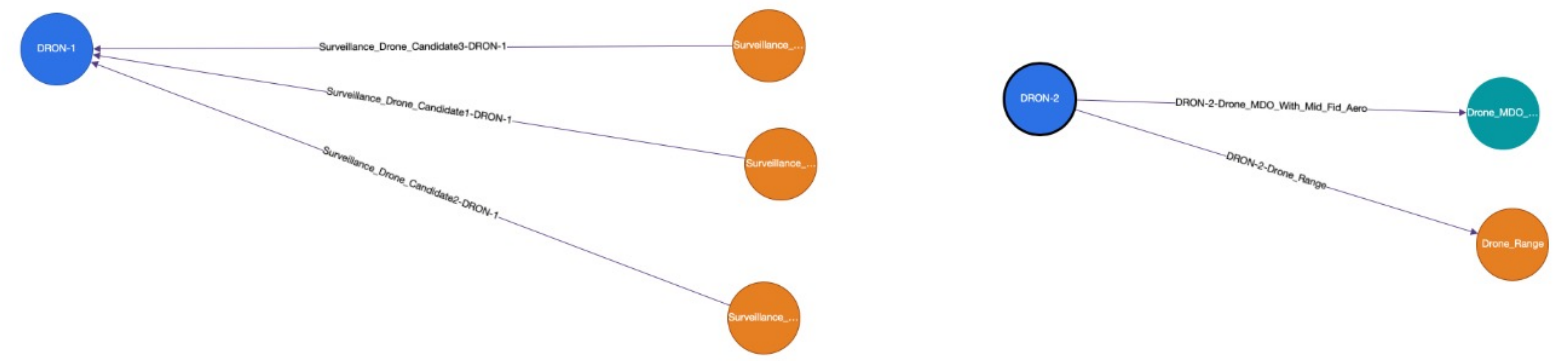 DRON-1
Surveillance_Drone_Candidate3-DRON-1
Surveillance_...
Surveillance_Drone_Candidate1-DRON-1
Surveillance_...
Surveillance_Drone_Candidate2-DRON-1
Surveillance_...
DRON-2
DRON-2-Drone_MDO_With_Mid_Fid_Aero
Drone_MDO_...
DRON-2-Drone_Range
Drone_Range